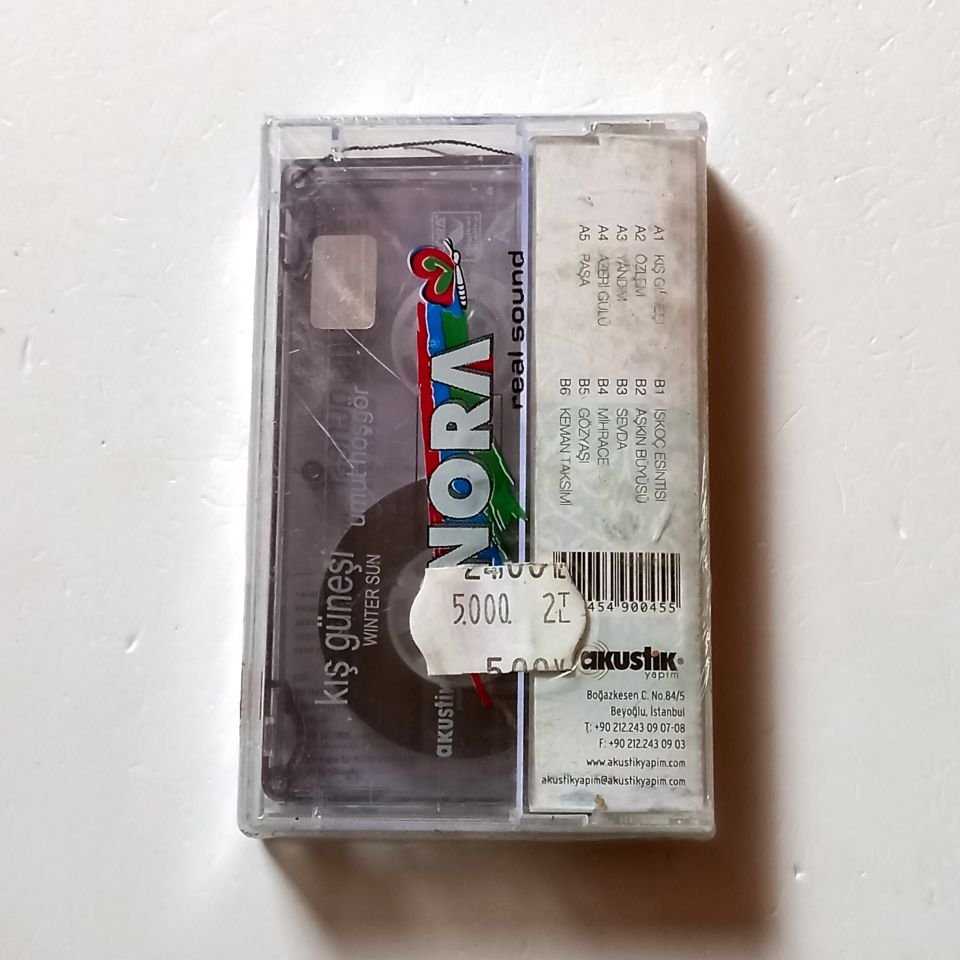 A1 KIŞ GÜNEŞİ
A2 ÖZLEM
A3 YANDIM
A4 AZERİ GÜLÜ
A5 PAŞA
B1 İSKOÇ ESİNTİSİ
B2 AŞKIN BÜYÜSÜ
B3 SEVDA
B4 MİHRACE
B5 GÖZYAŞI
B6 KEMAN TAKSİMİ
real sound
NORA
kış güneşi
WINTER SUN
umut hoşgör
akustik
5.000. 2TL
454 900455
akustik®
yapım
Boğazkesen C. No.84/5
Beyoğlu, İstanbul
T: +90 212.243 09 07-08
F: +90 212.243 09 03
www.akustikyapim.com
akustikyapim@akustikyapim.com